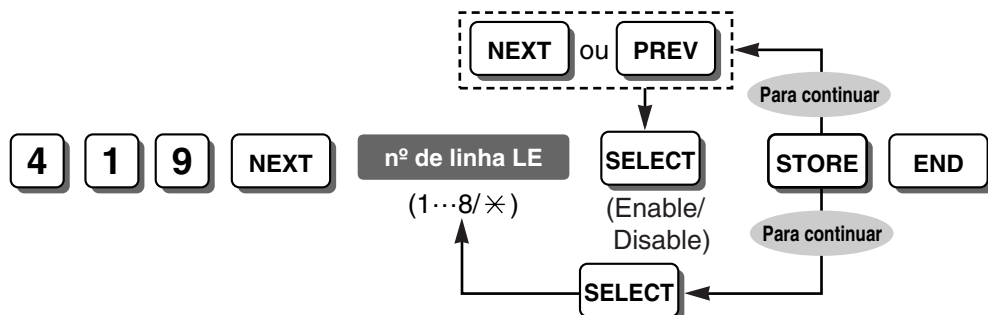 NEXT ou PREV
Para continuar
4 1 9 NEXT nº de linha LE SELECT STORE END
(1···8/✳)
(Enable/
Disable)
Para continuar
SELECT